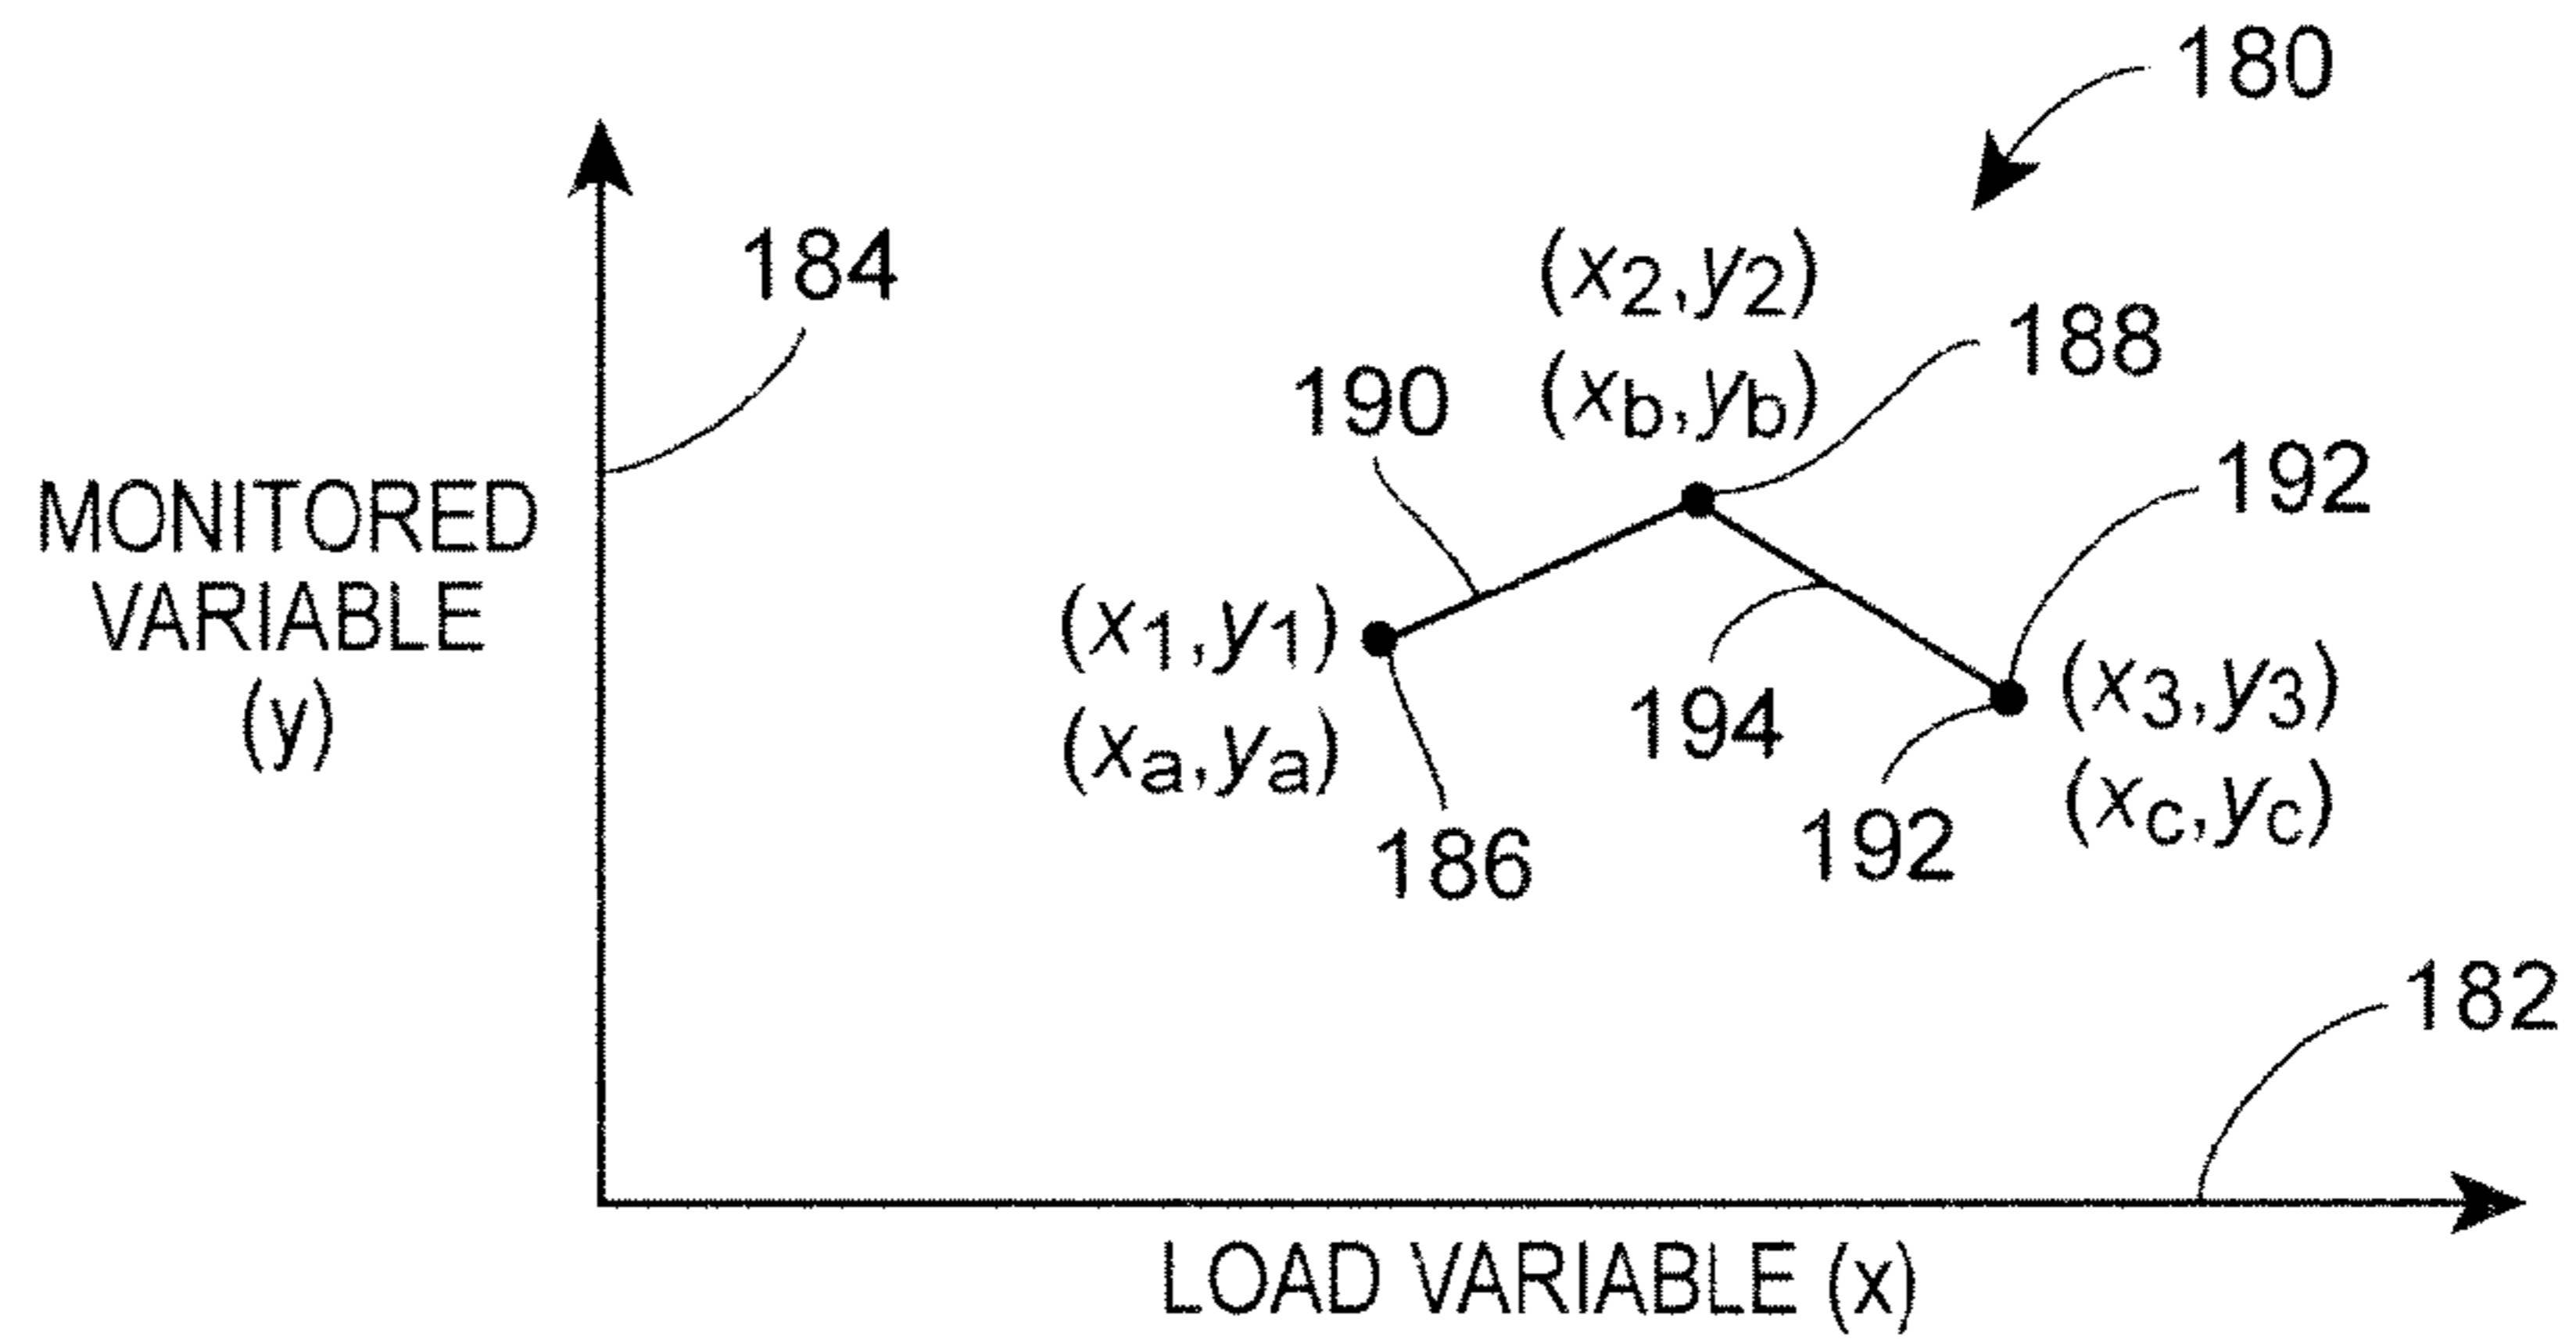 180
184
(x2,y2)
188
190
(xb,yb)
192
MONITORED
VARIABLE
(y)
(x1,y1)
(xa,ya)
194
(x3,y3)
(xc,yc)
186
192
182
LOAD VARIABLE (x)